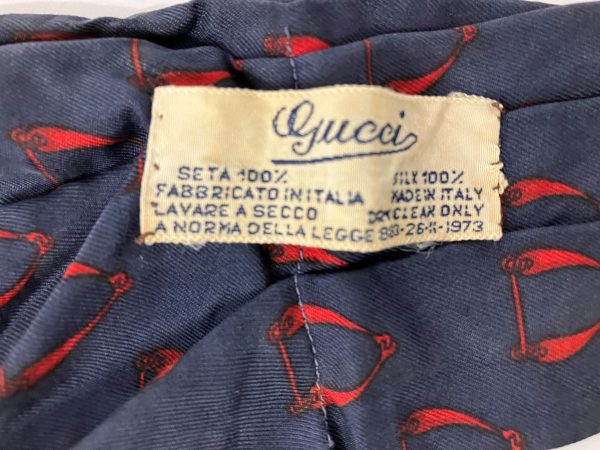 Gucci
SETA 100% SILK 100%
FABBRICATO IN ITALIA MADE IN ITALY
LAVARE A SECCO DRY CLEAN ONLY
A NORMA DELLA LEGGE 883-26-11-1973